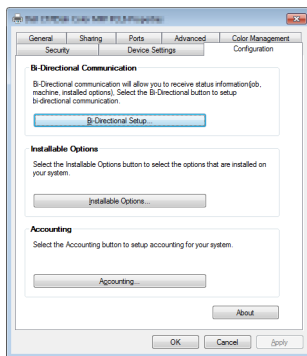 General
Sharing
Ports
Advanced
Color Management
Security
Device Settings
Configuration
Bi-Directional Communication
Bi-Directional communication will allow you to receive status
information(job,
machine, installed options), Select the Bi-Directional button to setup
bi-directional communication.
Bi-Directional Setup...
Installable Options
Select the Installable Options button to select the options that are installed on
your system.
Installable Options...
Accounting
Select the Accounting button to setup accounting for your system.
Accounting...
About
OK
Cancel
Apply